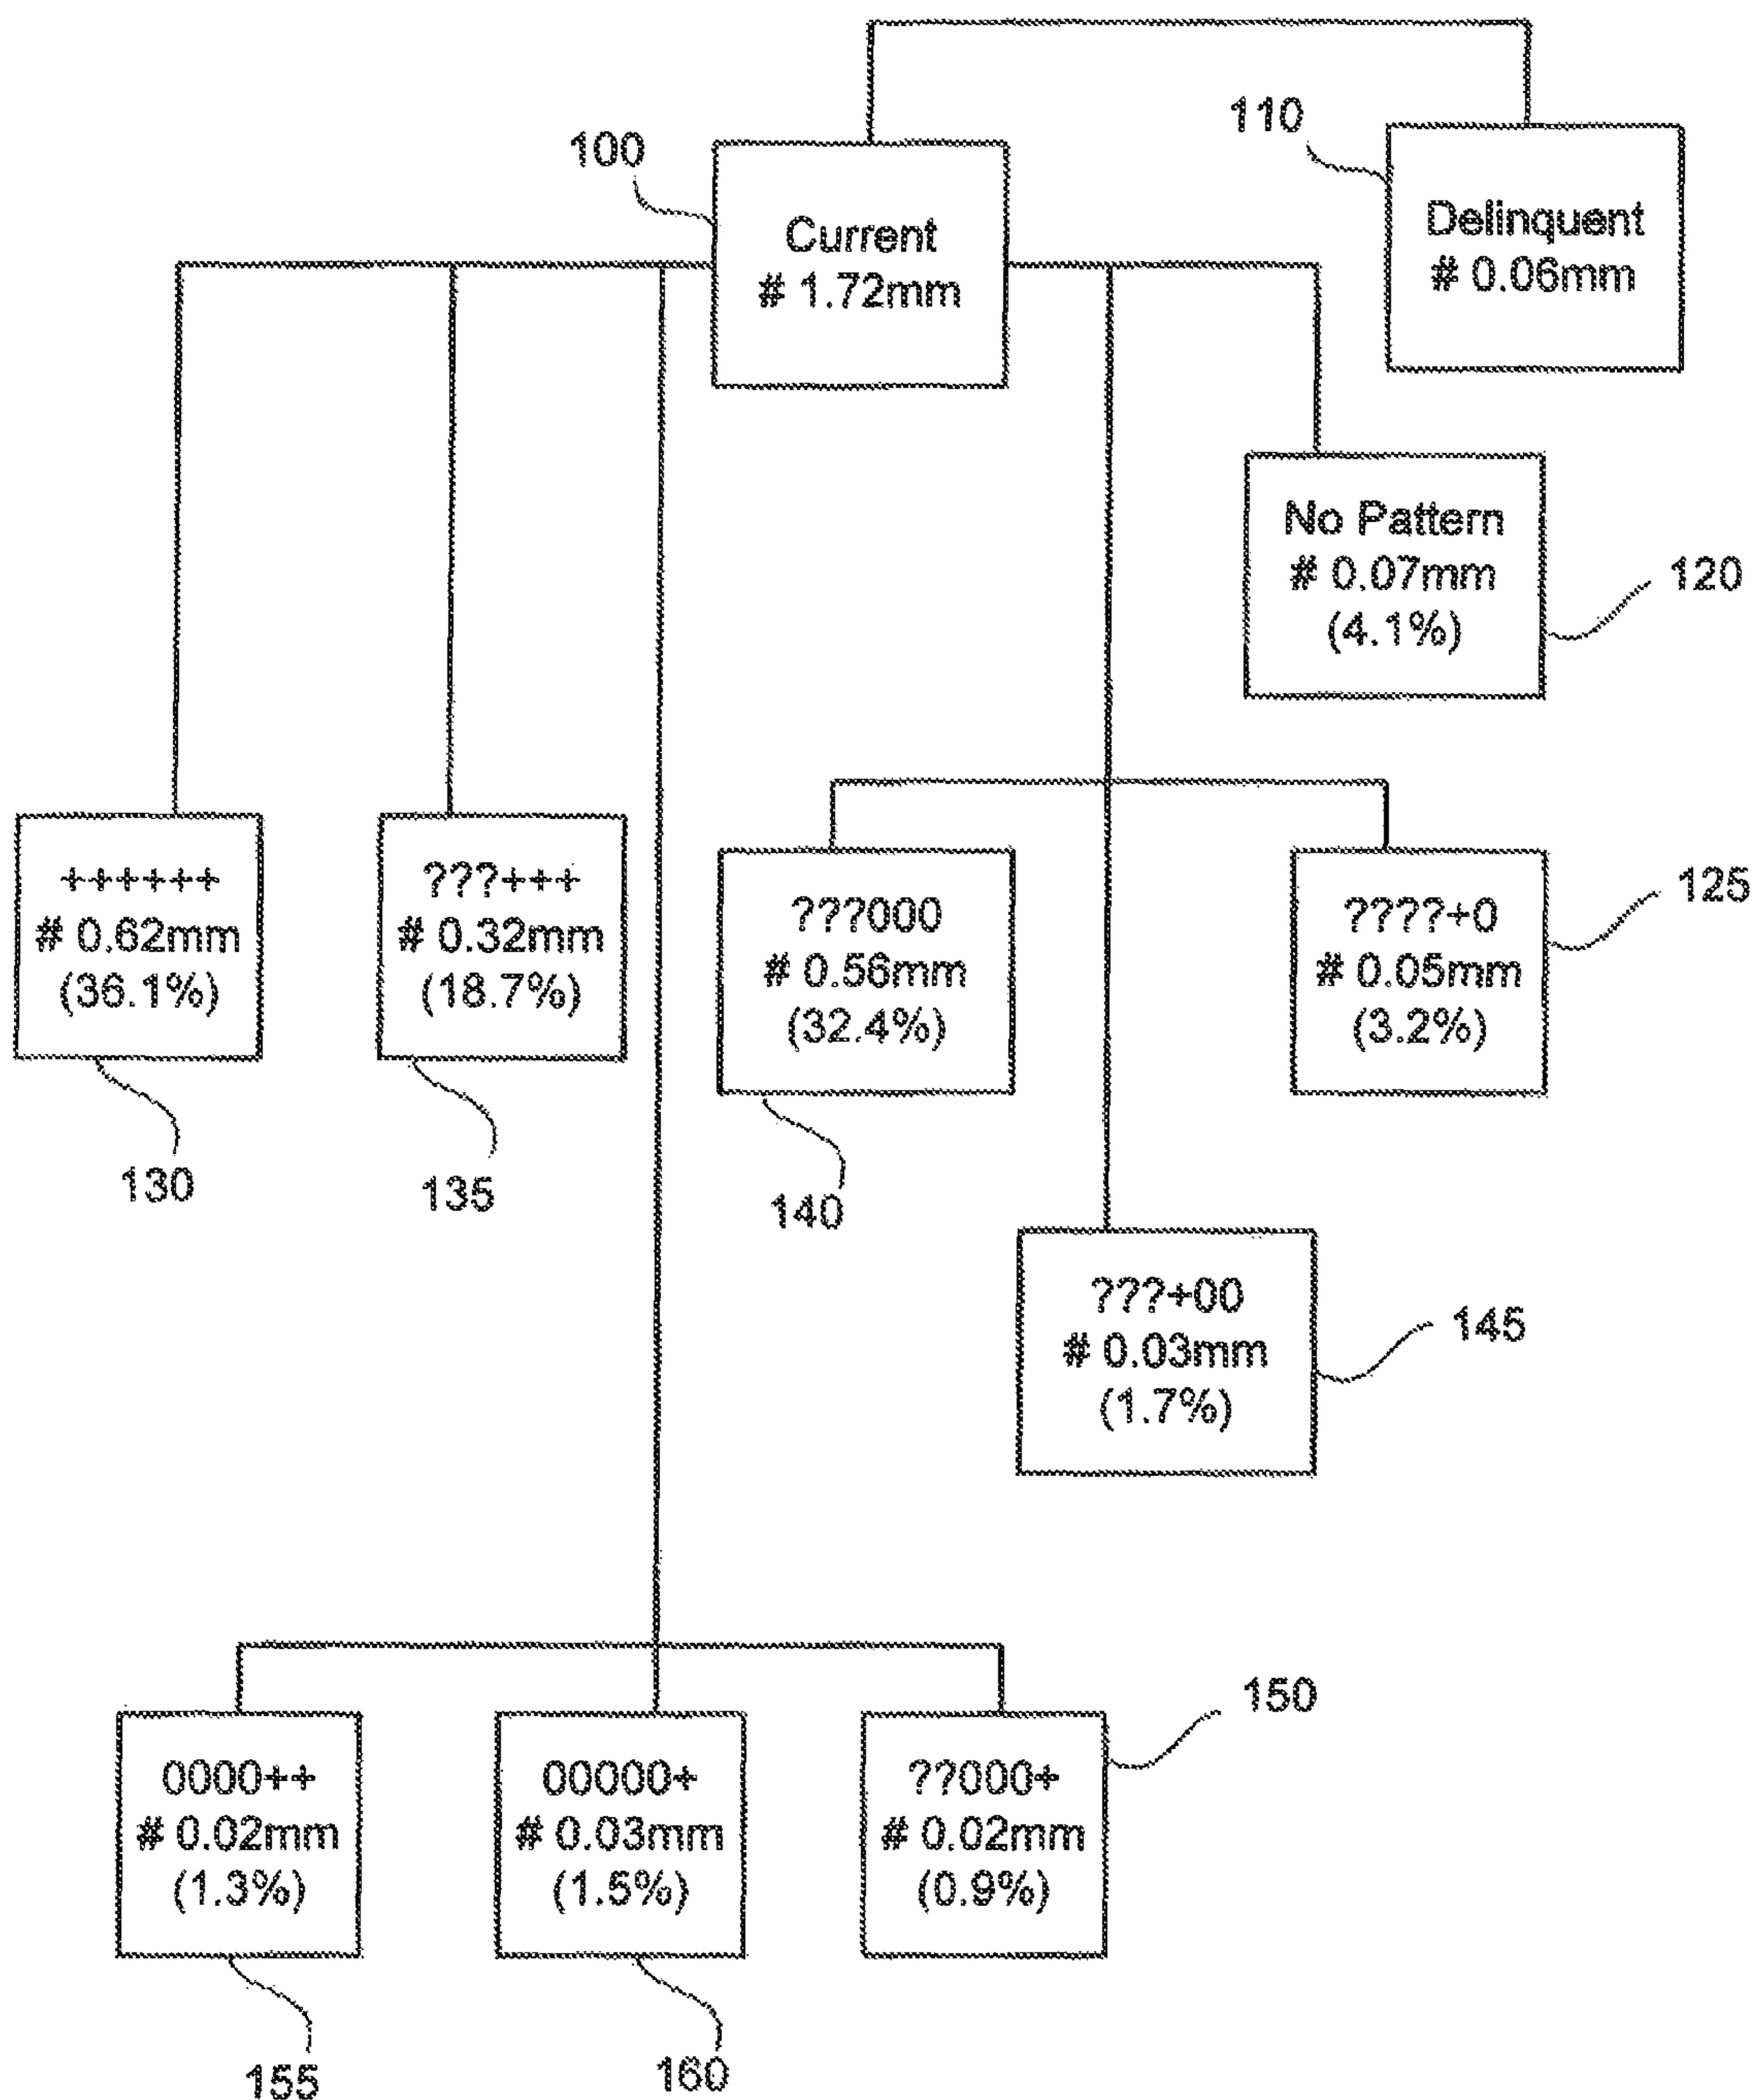 100
Current
# 1.72mm
110
Delinquent
# 0.06mm
No Pattern
# 0.07mm
(4.1%)
120
++++++
# 0.62mm
(36.1%)
130
???+++
# 0.32mm
(18.7%)
135
???000
# 0.56mm
(32.4%)
140
????+0
# 0.05mm
(3.2%)
125
???+00
# 0.03mm
(1.7%)
145
0000++
# 0.02mm
(1.3%)
155
00000+
# 0.03mm
(1.5%)
160
??000+
# 0.02mm
(0.9%)
150